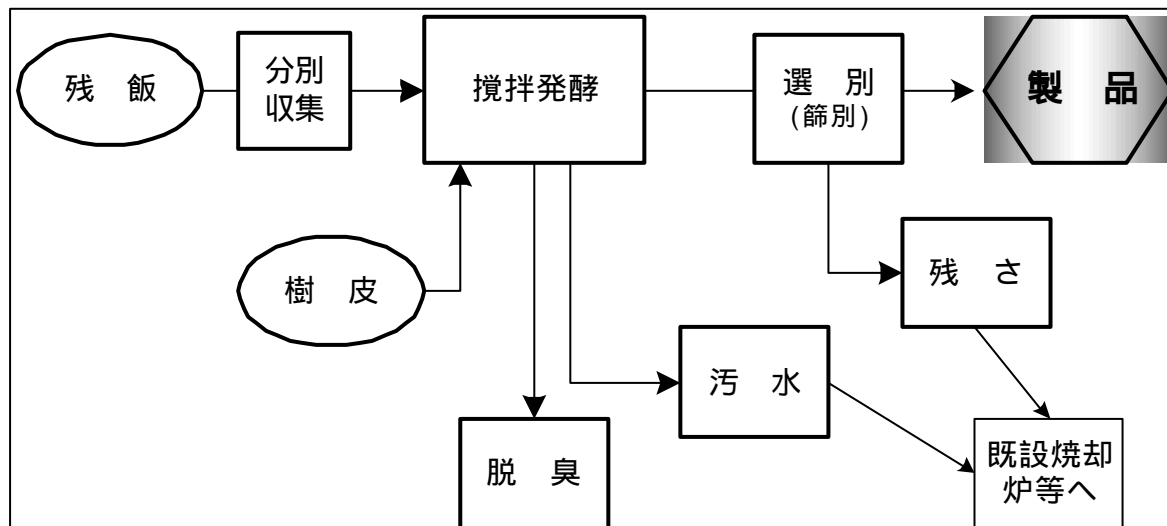 残 飯
分別
収集
撹拌発酵
選 別
(篩別)
製 品
樹 皮
残 さ
汚 水
脱 臭
既設焼却
炉等へ